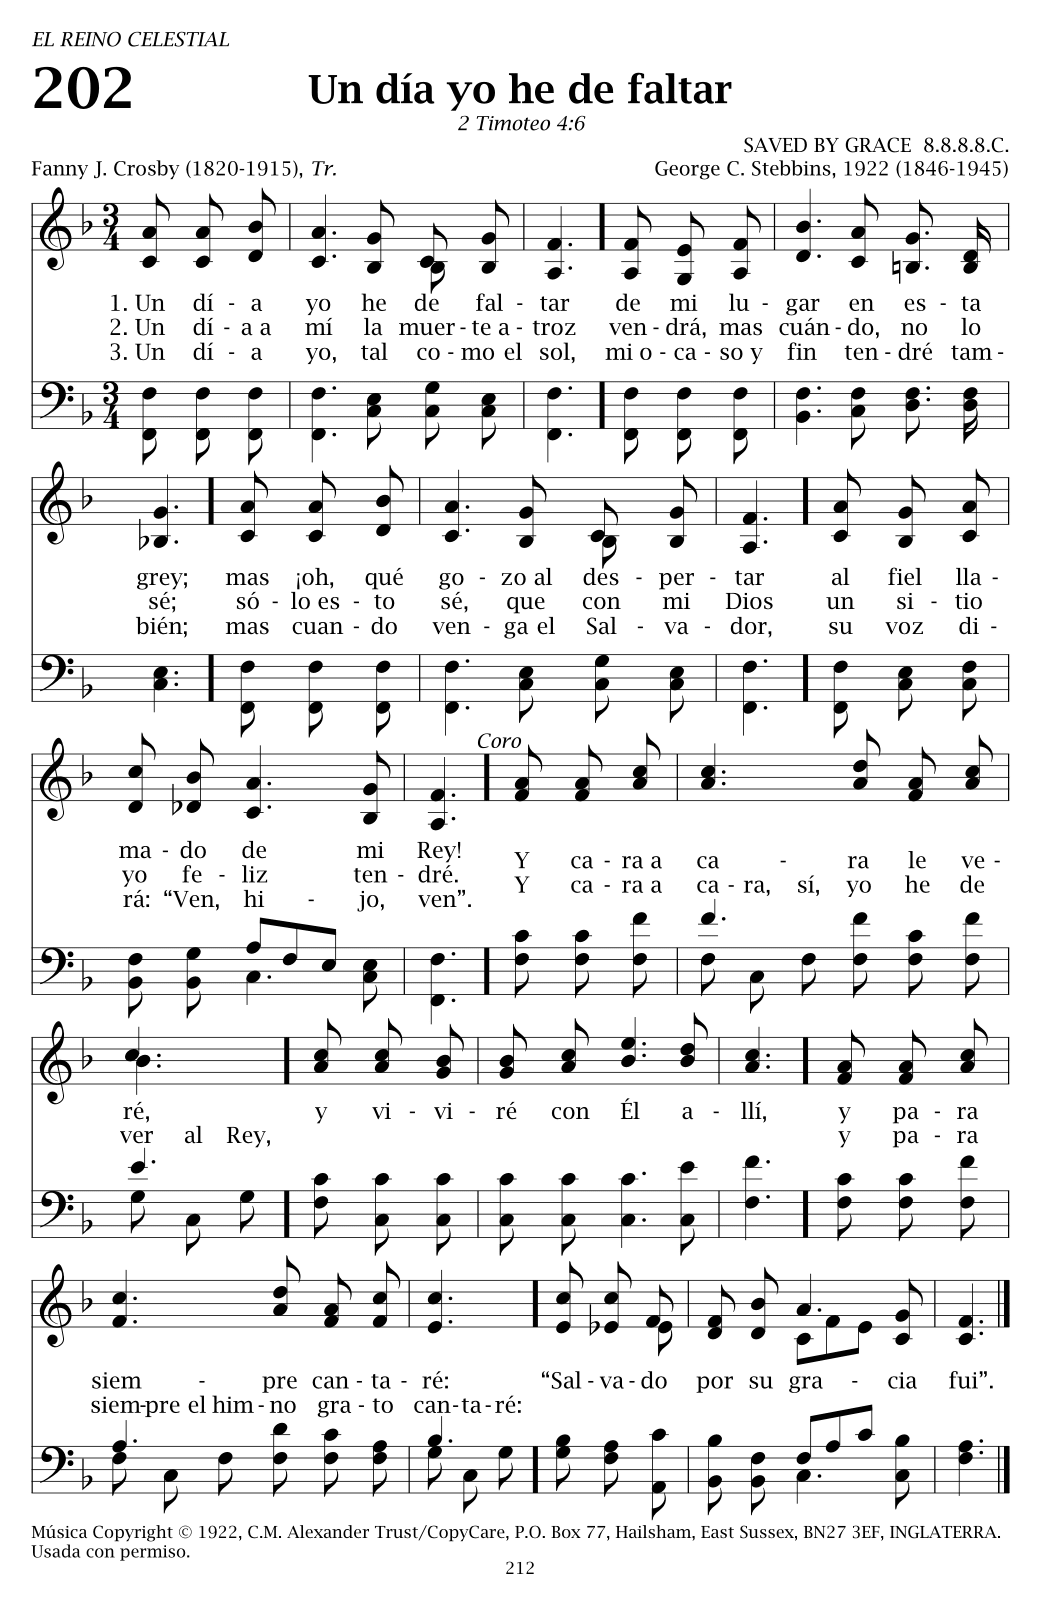 EL REINO CELESTIAL
202
Un día yo he de faltar
2 Timoteo 4:6
SAVED BY GRACE 8.8.8.8.C.
Fanny J. Crosby (1820-1915), Tr.
George C. Stebbins, 1922 (1846-1945)
1. Un dí - a yo he de fal - tar de mi lu - gar en es - ta
2. Un dí - a a mí la muer - te a - troz ven - drá, mas cuán - do, no lo
3. Un dí - a yo, tal co - mo el sol, mi o - ca - so y fin ten - dré tam -
grey; mas ¡oh, qué go - zo al des - per - tar al fiel lla -
sé; só - lo es - to sé, que con mi Dios un si - tio
bién; mas cuan - do ven - ga el Sal - va - dor, su voz di -
Coro
ma - do de mi Rey! Y ca - ra a ca - ra le ve -
yo fe - liz ten - dré. Y ca - ra a ca - ra, sí, yo he de
rá: “Ven, hi - jo, ven”.
ré, y vi - vi - ré con Él a - llí, y pa - ra
ver al Rey, y pa - ra
siem - pre can - ta - ré: “Sal - va - do por su gra - cia fui”.
siem-pre el him - no gra - to can-ta-ré:
Música Copyright © 1922, C.M. Alexander Trust/CopyCare, P.O. Box 77, Hailsham, East Sussex, BN27 3EF, INGLATERRA.
Usada con permiso.
212